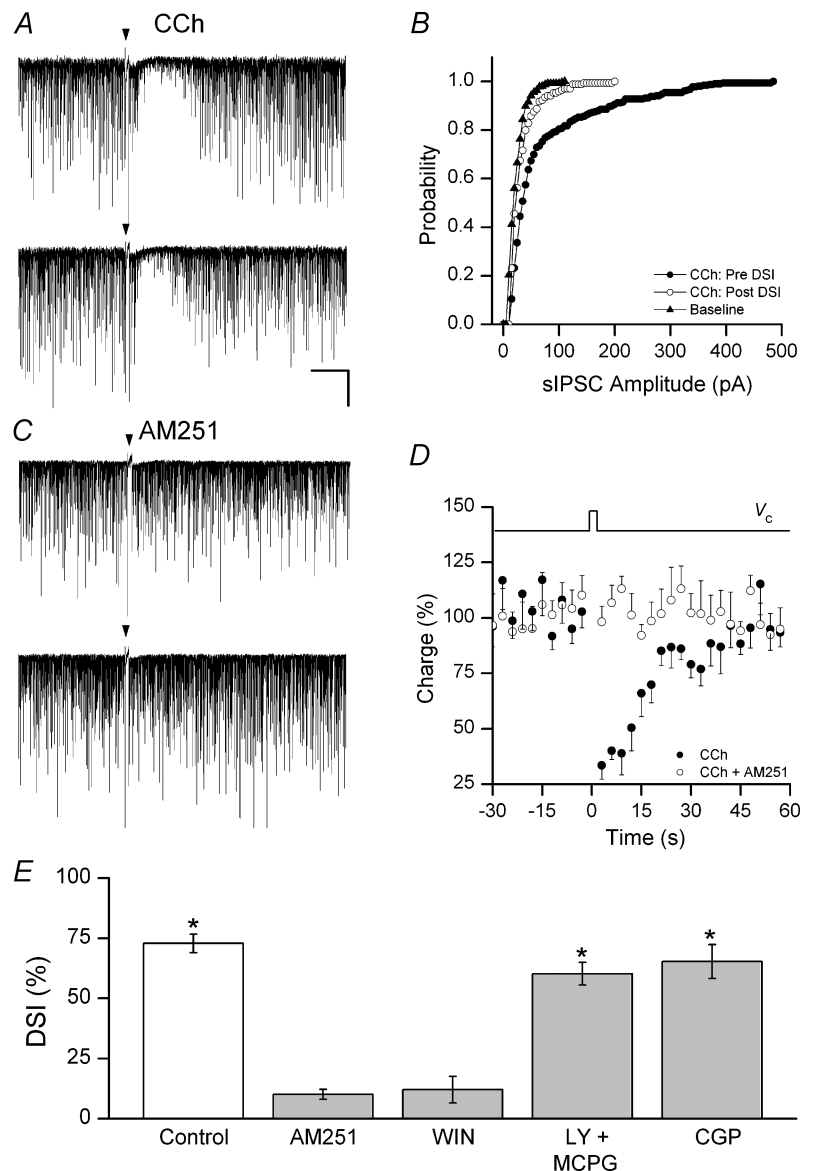 A
CCh
B
1.0
0.8
0.6
0.4
0.2
0.0
Probability
CCh: Pre DSI
CCh: Post DSI
Baseline
0
100
200
300
400
500
sIPSC Amplitude (pA)
C
AM251
D
150
125
100
75
50
25
Charge (%)
Vc
CCh
CCh + AM251
-30
-15
0
15
30
45
60
Time (s)
E
100
75
50
25
0
DSI (%)
*
*
*
Control
AM251
WIN
LY +
MCPG
CGP